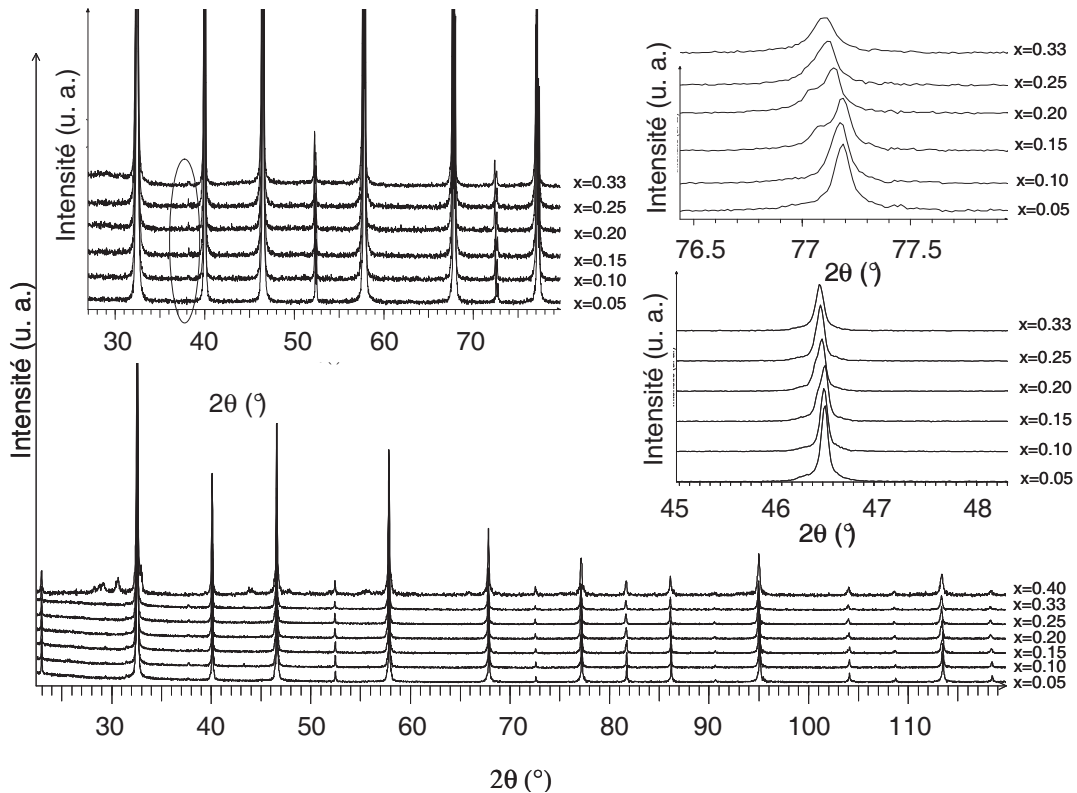 Intensité (u. a.)
x=0.33
x=0.25
x=0.20
x=0.15
x=0.10
x=0.05
30 40 50 60 70
2θ (°)
Intensité (u. a.)
x=0.33
x=0.25
x=0.20
x=0.15
x=0.10
x=0.05
76.5 77 77.5
2θ (°)
Intensité (u. a.)
x=0.33
x=0.25
x=0.20
x=0.15
x=0.10
x=0.05
45 46 47 48
2θ (°)
Intensité (u. a.)
x=0.40
x=0.33
x=0.25
x=0.20
x=0.15
x=0.10
x=0.05
30 40 50 60 70 80 90 100 110
2θ (°)